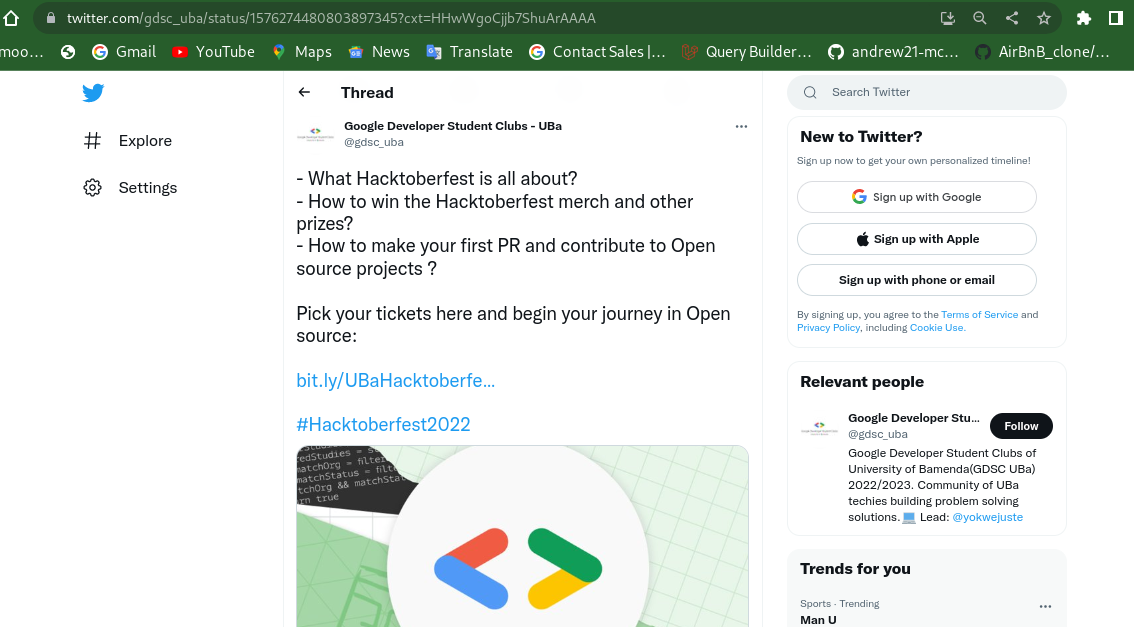 twitter.com/gdsc_uba/status/1576274480803897345?cxt=HHwWgoCjjb7ShuArAAAA
moo... Gmail YouTube Maps News Translate Contact Sales |... Query Builder... andrew21-mc... AirBnB_clone/...
Explore
Settings
Thread
Google Developer Student Clubs - UBa
@gdsc_uba
- What Hacktoberfest is all about?
- How to win the Hacktoberfest merch and other
prizes?
- How to make your first PR and contribute to Open
source projects ?
Pick your tickets here and begin your journey in Open
source:
bit.ly/UBaHacktoberfe...
#Hacktoberfest2022
redStudies =
matchOrg = filter
matchStatus = filt
tchOrg && matchStat
rn true
Search Twitter
New to Twitter?
Sign up now to get your own personalized timeline!
Sign up with Google
Sign up with Apple
Sign up with phone or email
By signing up, you agree to the Terms of Service and
Privacy Policy, including Cookie Use.
Relevant people
Google Developer Stu...
@gdsc_uba
Follow
Google Developer Student Clubs of
University of Bamenda(GDSC UBa)
2022/2023. Community of UBa
techies building problem solving
solutions. Lead: @yokwejuste
Trends for you
Sports · Trending
Man U